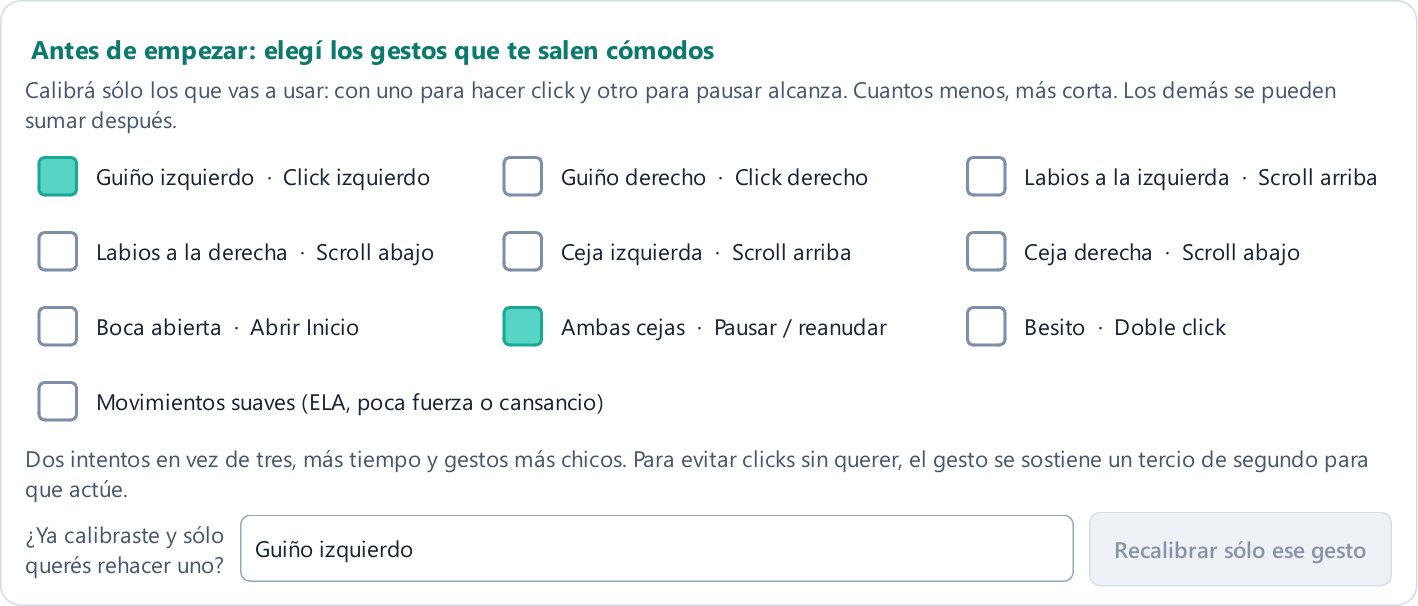 Antes de empezar: elegí los gestos que te salen cómodos
Calibrá sólo los que vas a usar: con uno para hacer click y otro para pausar alcanza. Cuantos menos, más corta. Los demás se pueden
sumar después.
Guiño izquierdo · Click izquierdo
Guiño derecho · Click derecho
Labios a la izquierda · Scroll arriba
Labios a la derecha · Scroll abajo
Ceja izquierda · Scroll arriba
Ceja derecha · Scroll abajo
Boca abierta · Abrir Inicio
Ambas cejas · Pausar / reanudar
Besito · Doble click
Movimientos suaves (ELA, poca fuerza o cansancio)
Dos intentos en vez de tres, más tiempo y gestos más chicos. Para evitar clicks sin querer, el gesto se sostiene un tercio de segundo para
que actúe.
¿Ya calibraste y sólo
querés rehacer uno?
Guiño izquierdo
Recalibrar sólo ese gesto